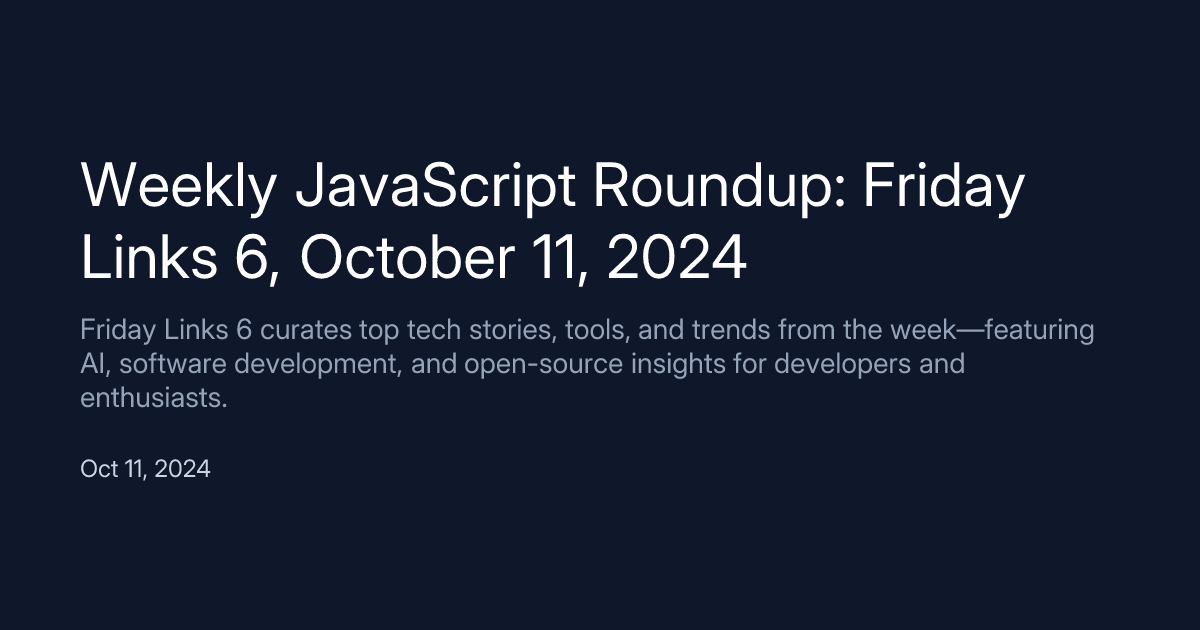 Weekly JavaScript Roundup: Friday
Links 6, October 11, 2024
Friday Links 6 curates top tech stories, tools, and trends from the week—featuring
AI, software development, and open-source insights for developers and
enthusiasts.
Oct 11, 2024